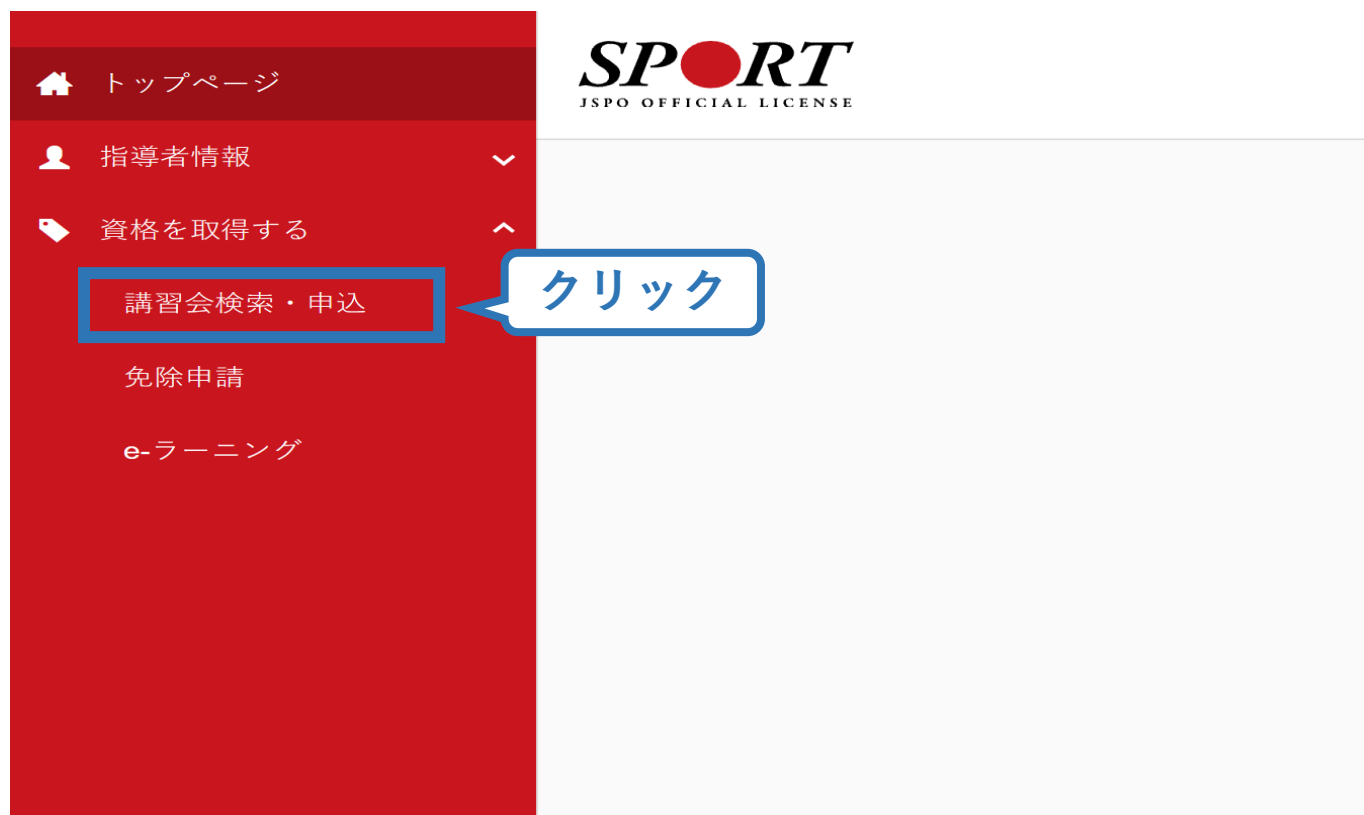 トップページ
指導者情報
資格を取得する
講習会検索・申込
免除申請
e-ラーニング
SPORT
JSPO OFFICIAL LICENSE
クリック